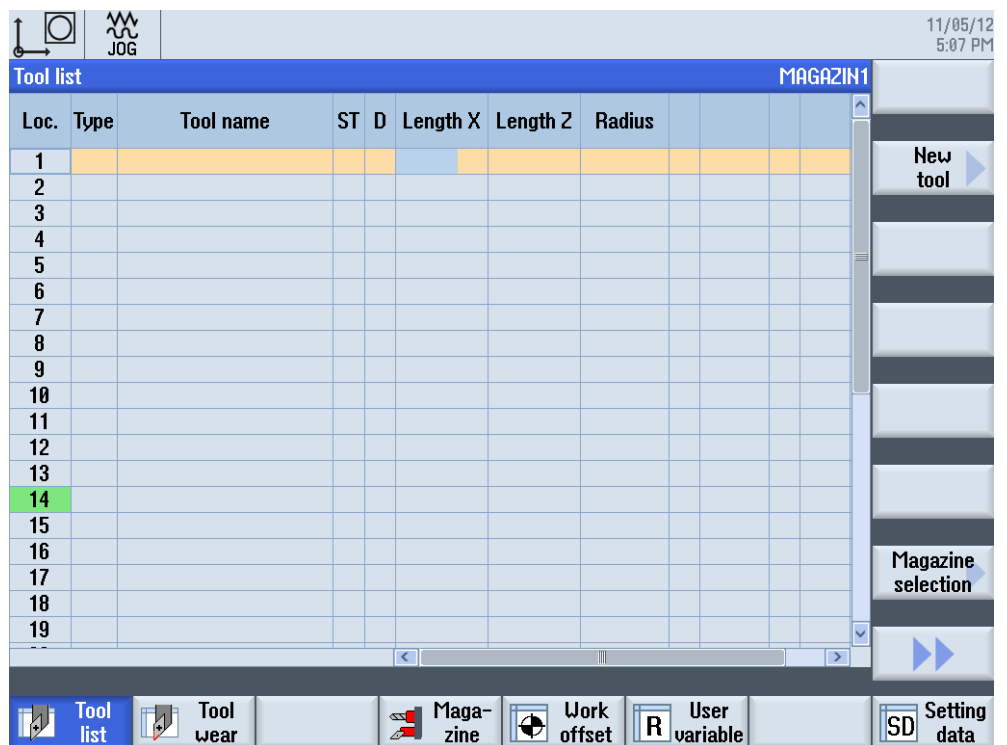 JOG
11/05/12
5:07 PM
Tool list MAGAZIN1
Loc. Type Tool name ST D Length X Length Z Radius
1
2
3
4
5
6
7
8
9
10
11
12
13
14
15
16
17
18
19
New
tool
Magazine
selection
Tool
list
Tool
wear
Maga-
zine
Work
offset
R User
variable
SD Setting
data